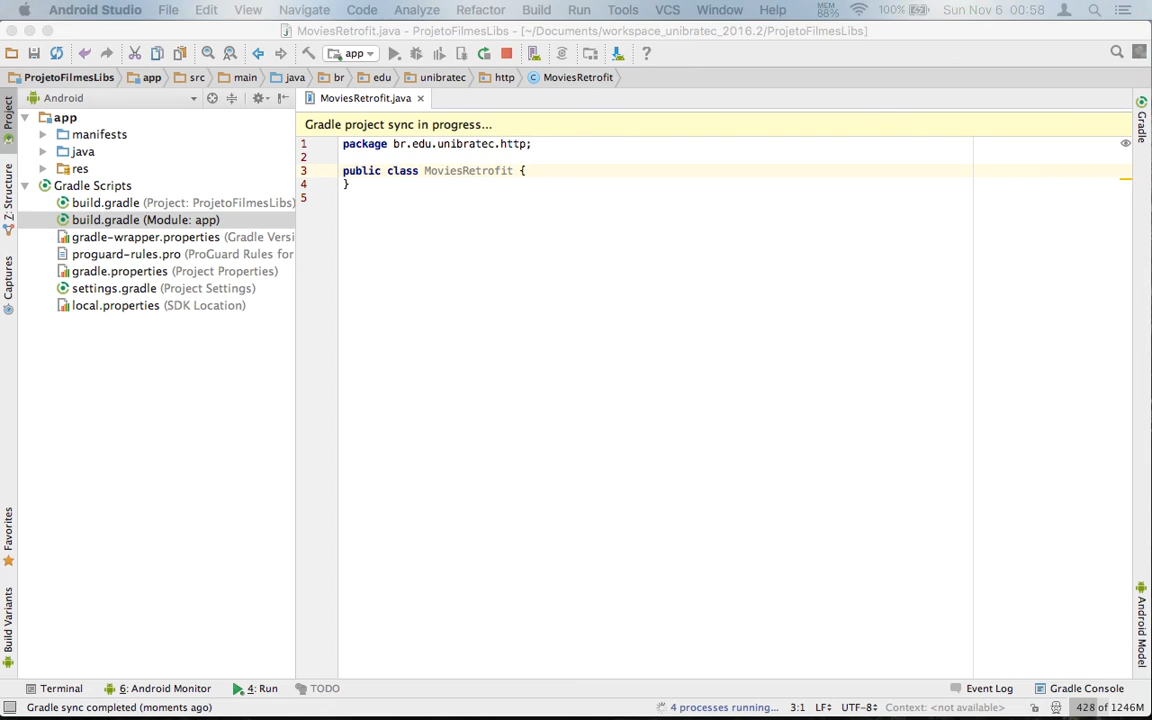 Android Studio File Edit View Navigate Code Analyze Refactor Build Run Tools VCS Window Help MEM 88% 100% Sun Nov 6 00:58
MoviesRetrofit.java - ProjetoFilmesLibs - [~/Documents/workspace_unibratec_2016.2/ProjetoFilmesLibs]
app
ProjetoFilmesLibs app src main java br edu unibratec http MoviesRetrofit
Project
Z: Structure
Captures
Favorites
Build Variants
Android
app
manifests
java
res
Gradle Scripts
build.gradle (Project: ProjetoFilmesLibs)
build.gradle (Module: app)
gradle-wrapper.properties (Gradle Versi
proguard-rules.pro (ProGuard Rules for
gradle.properties (Project Properties)
settings.gradle (Project Settings)
local.properties (SDK Location)
MoviesRetrofit.java
Gradle project sync in progress...
1 package br.edu.unibratec.http;
2
3 public class MoviesRetrofit {
4 }
5
Gradle
Android Model
Terminal 6: Android Monitor 4: Run TODO Event Log Gradle Console
Gradle sync completed (moments ago) 4 processes running... 3:1 LF UTF-8 Context: <not available> 428 of 1246M